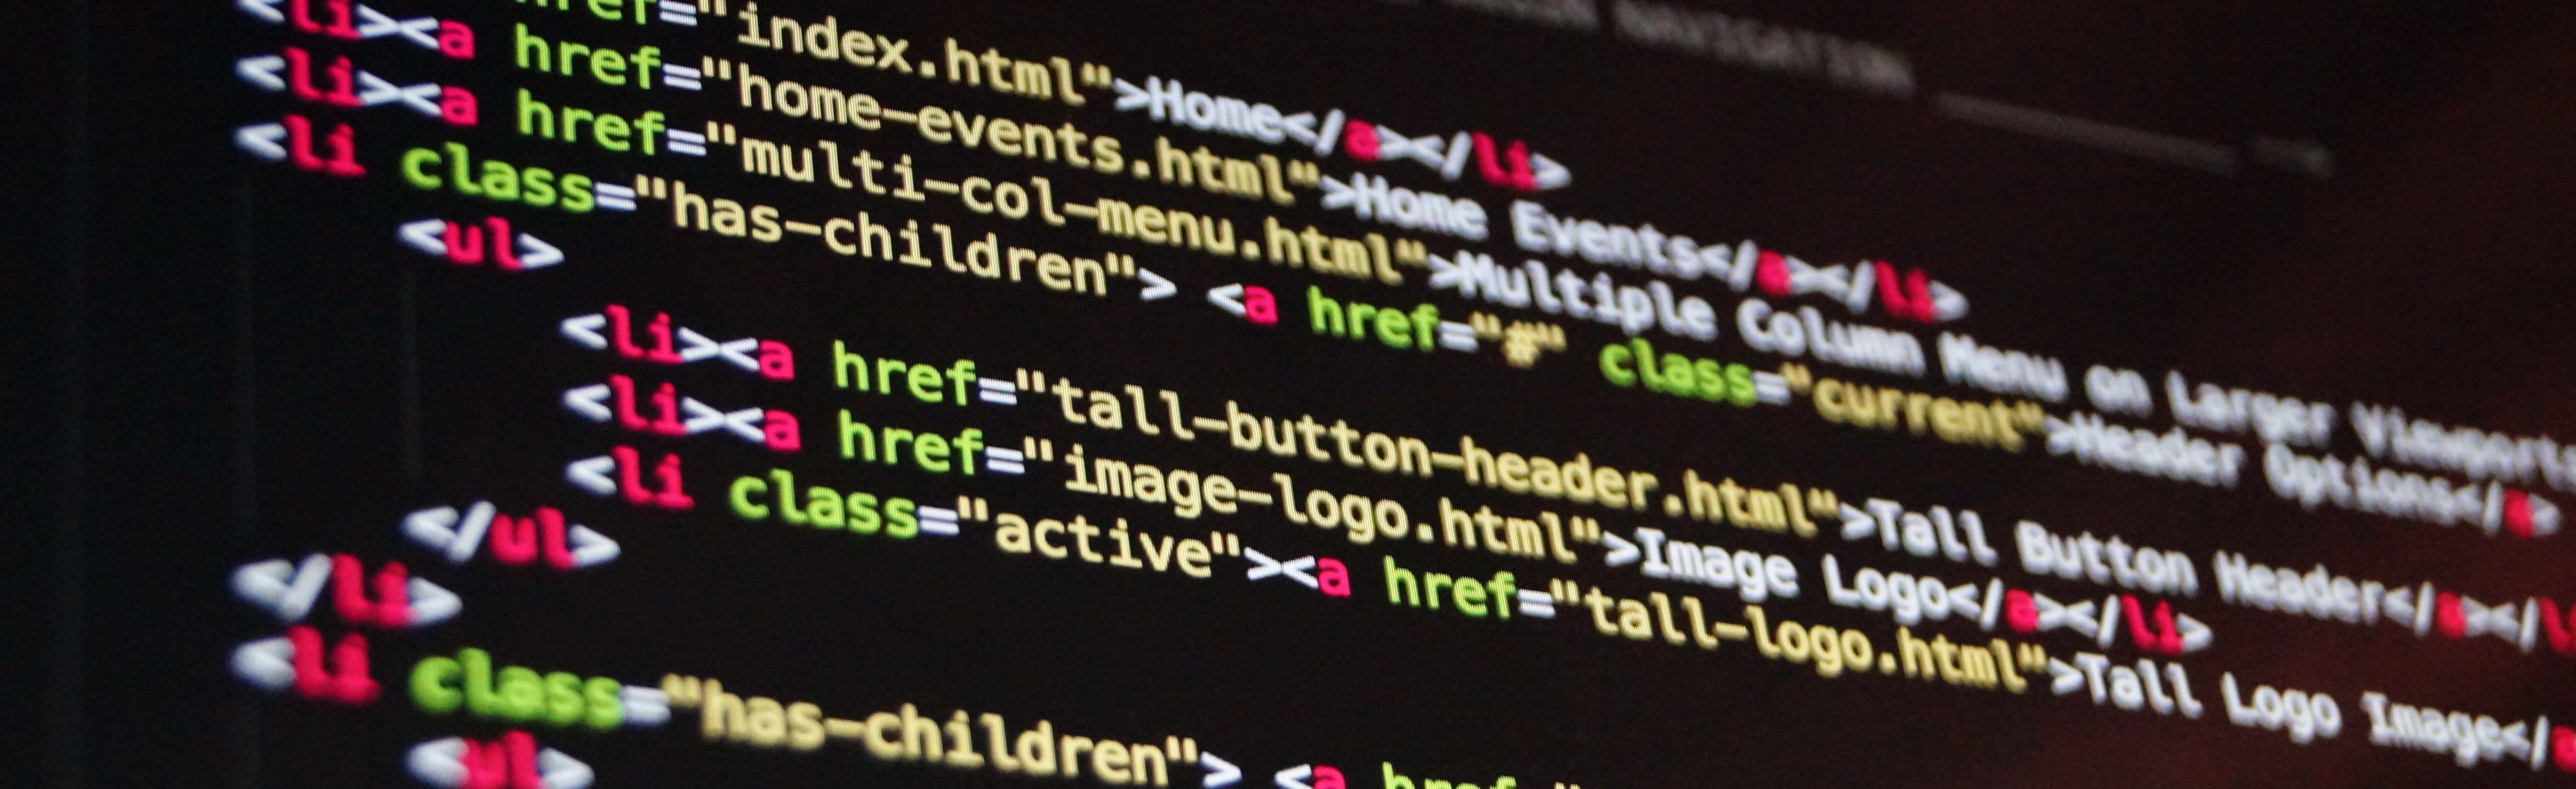 NAVIGATION
href="index.html">Home</a></li>
<li><a href="home-events.html">Home Events</a></li>
<li><a href="multi-col-menu.html">Multiple Column Menu on Larger Viewports
<li class="has-children"> <a href="#" class="current">Header Options</a>
<ul>
<li><a href="tall-button-header.html">Tall Button Header</a></l
<li><a href="image-logo.html">Image Logo</a></li>
<li class="active"><a href="tall-logo.html">Tall Logo Image</a
</ul>
</li>
<li class="has-children"> <a href="
<ul>